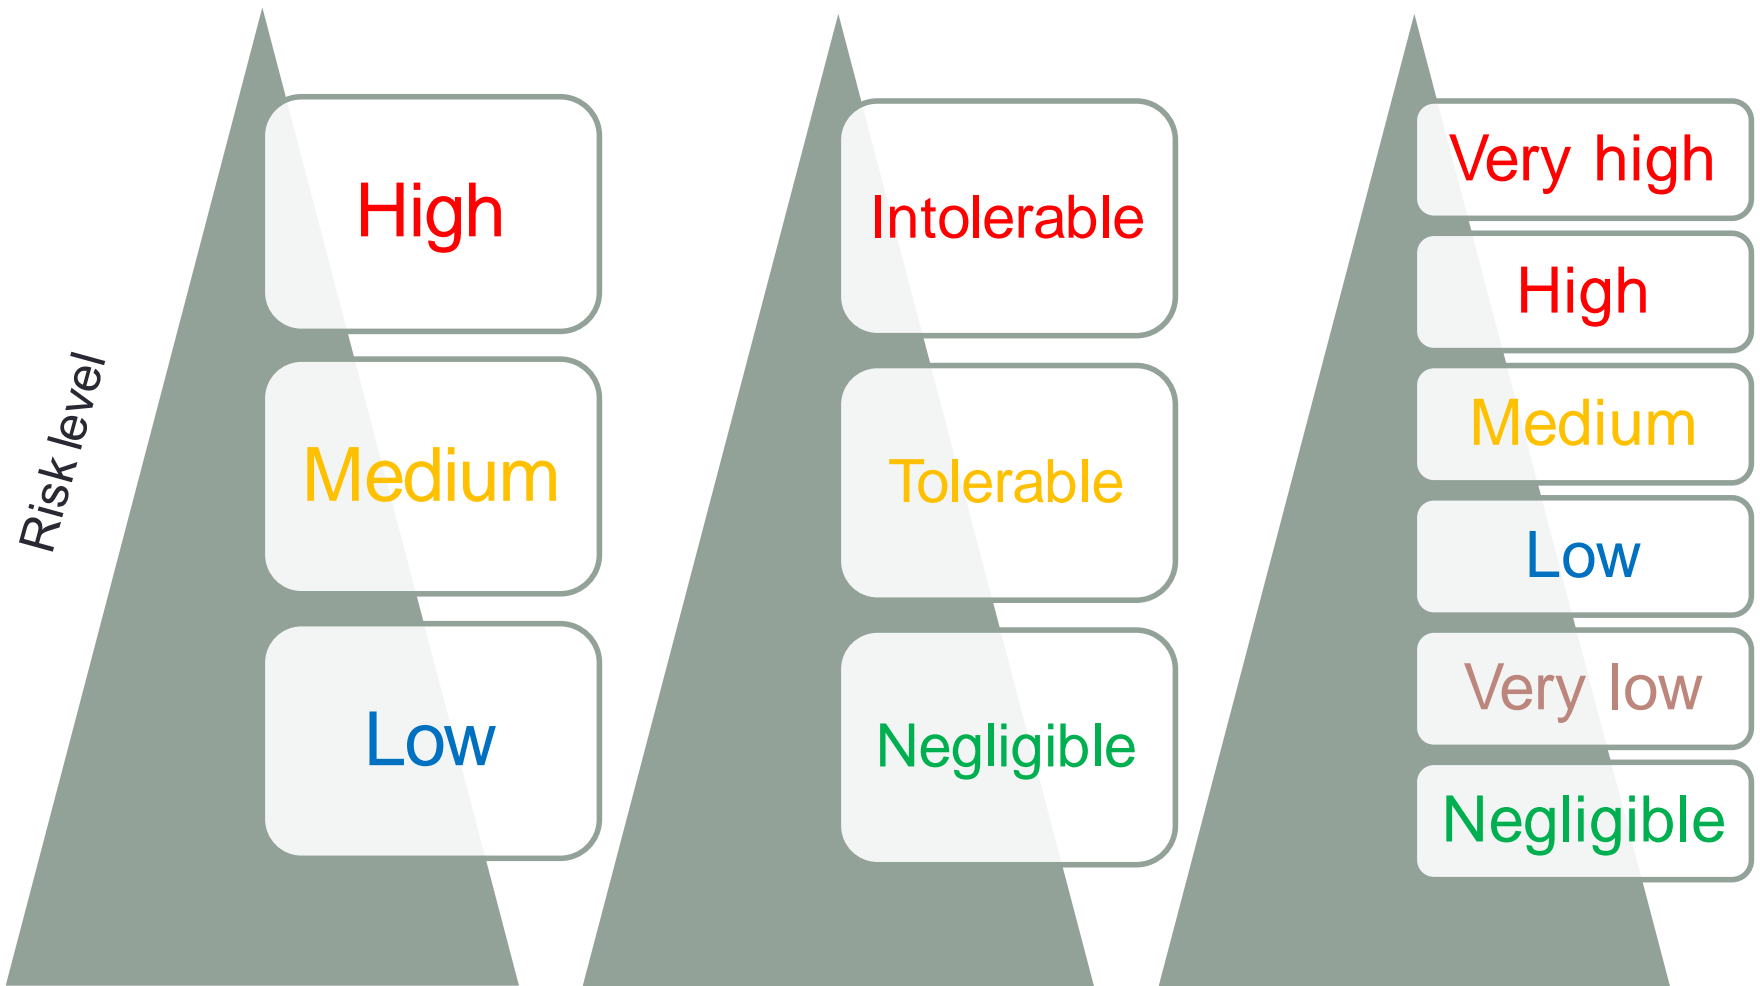 Risk level
High
Medium
Low
Intolerable
Tolerable
Negligible
Very high
High
Medium
Low
Very low
Negligible